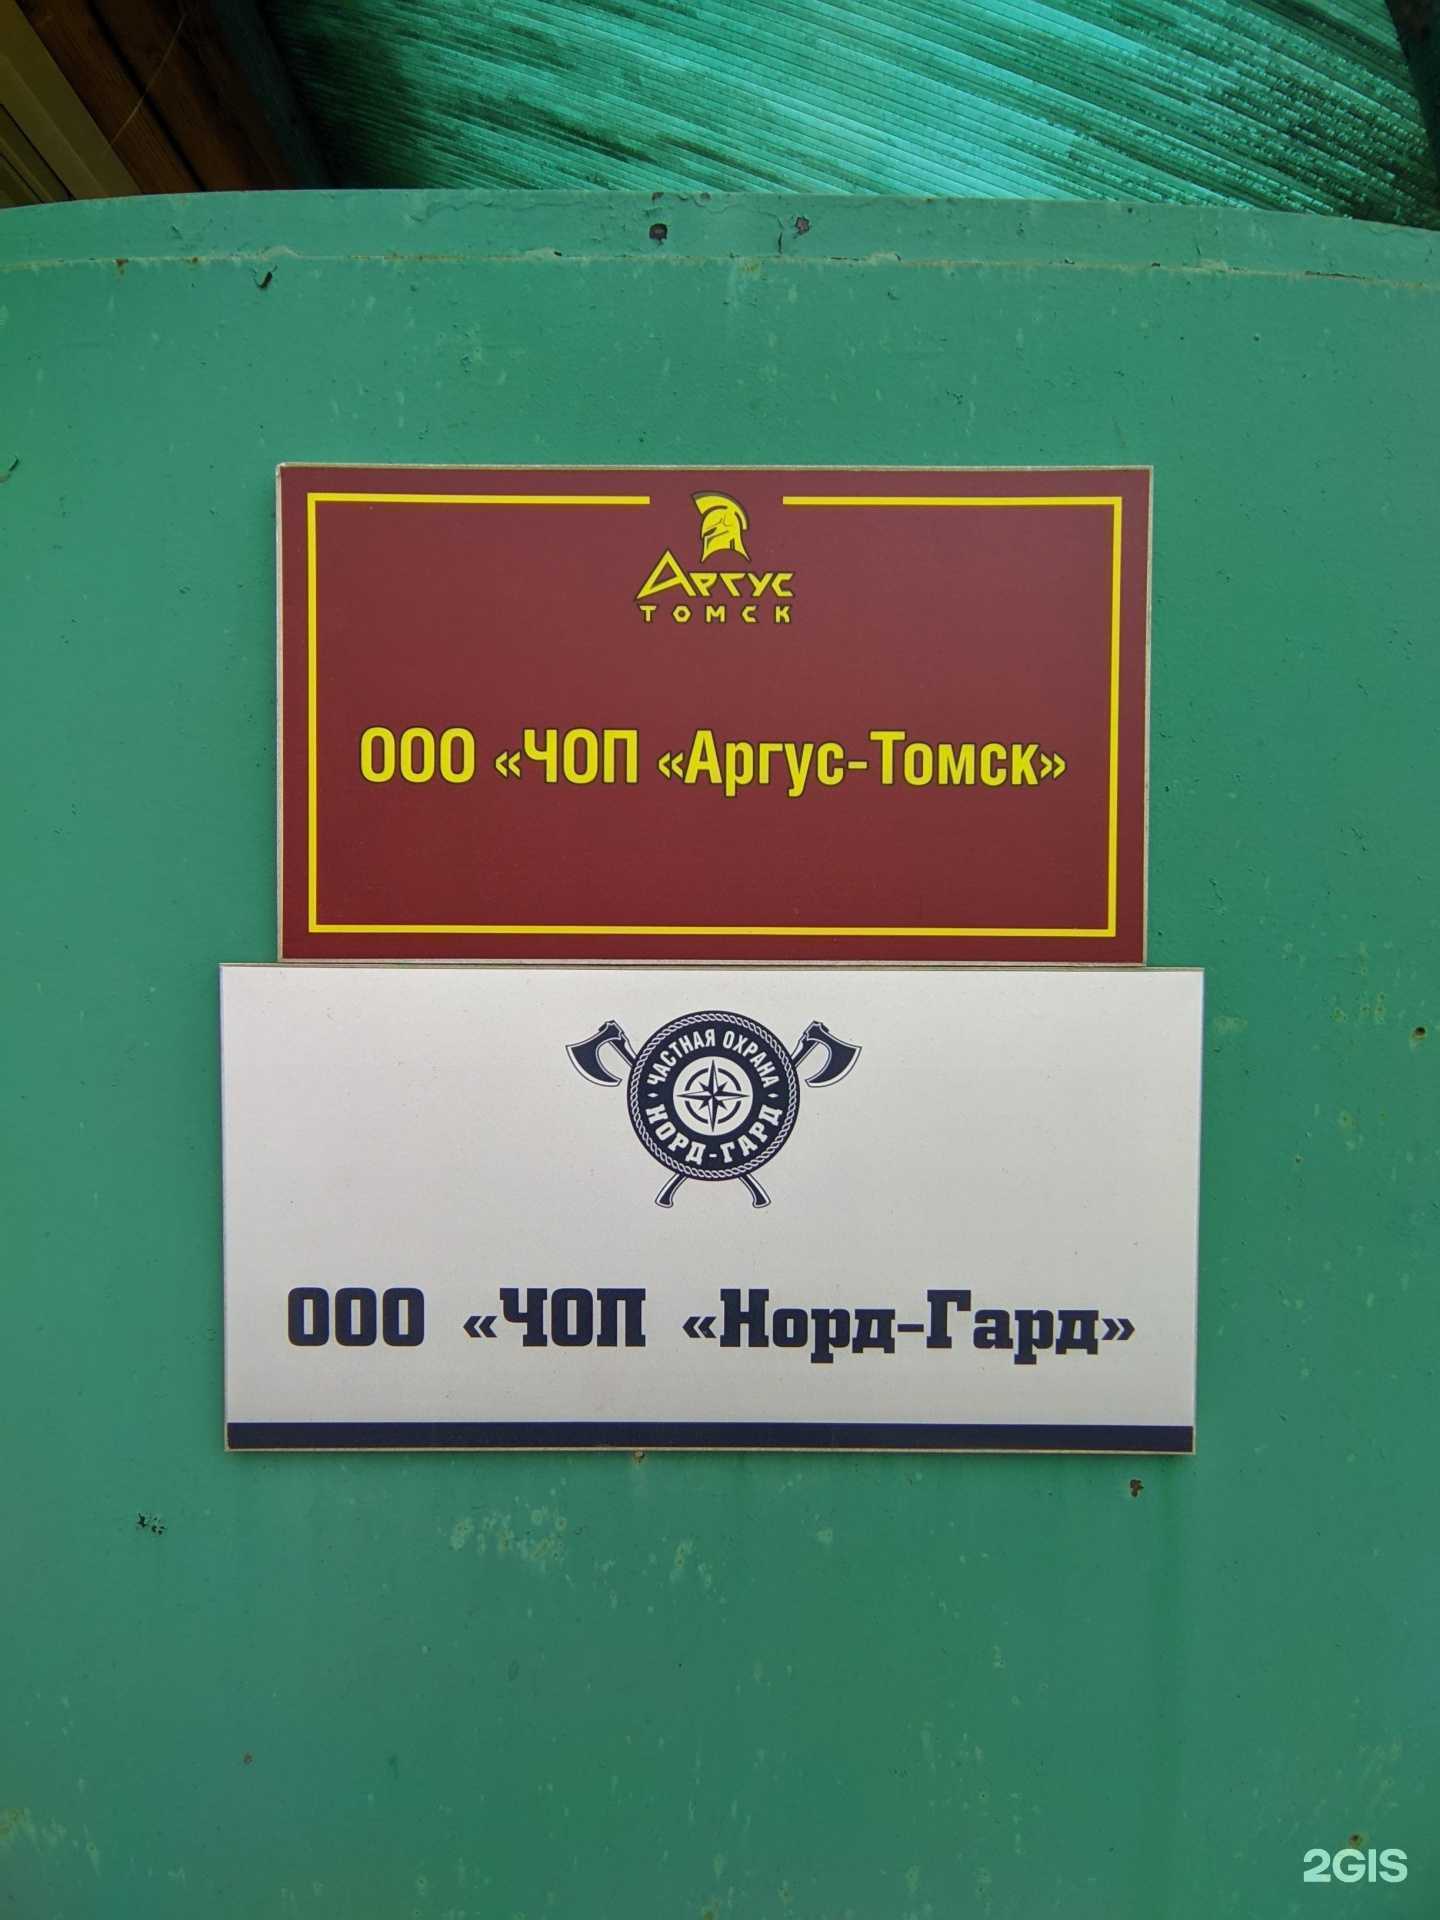 Аргус
ТОМСК
ООО «ЧОП «Аргус-Томск»
ЧАСТНАЯ ОХРАНА
НОРД-ГАРД
ООО «ЧОП «Норд-Гард»
2GIS